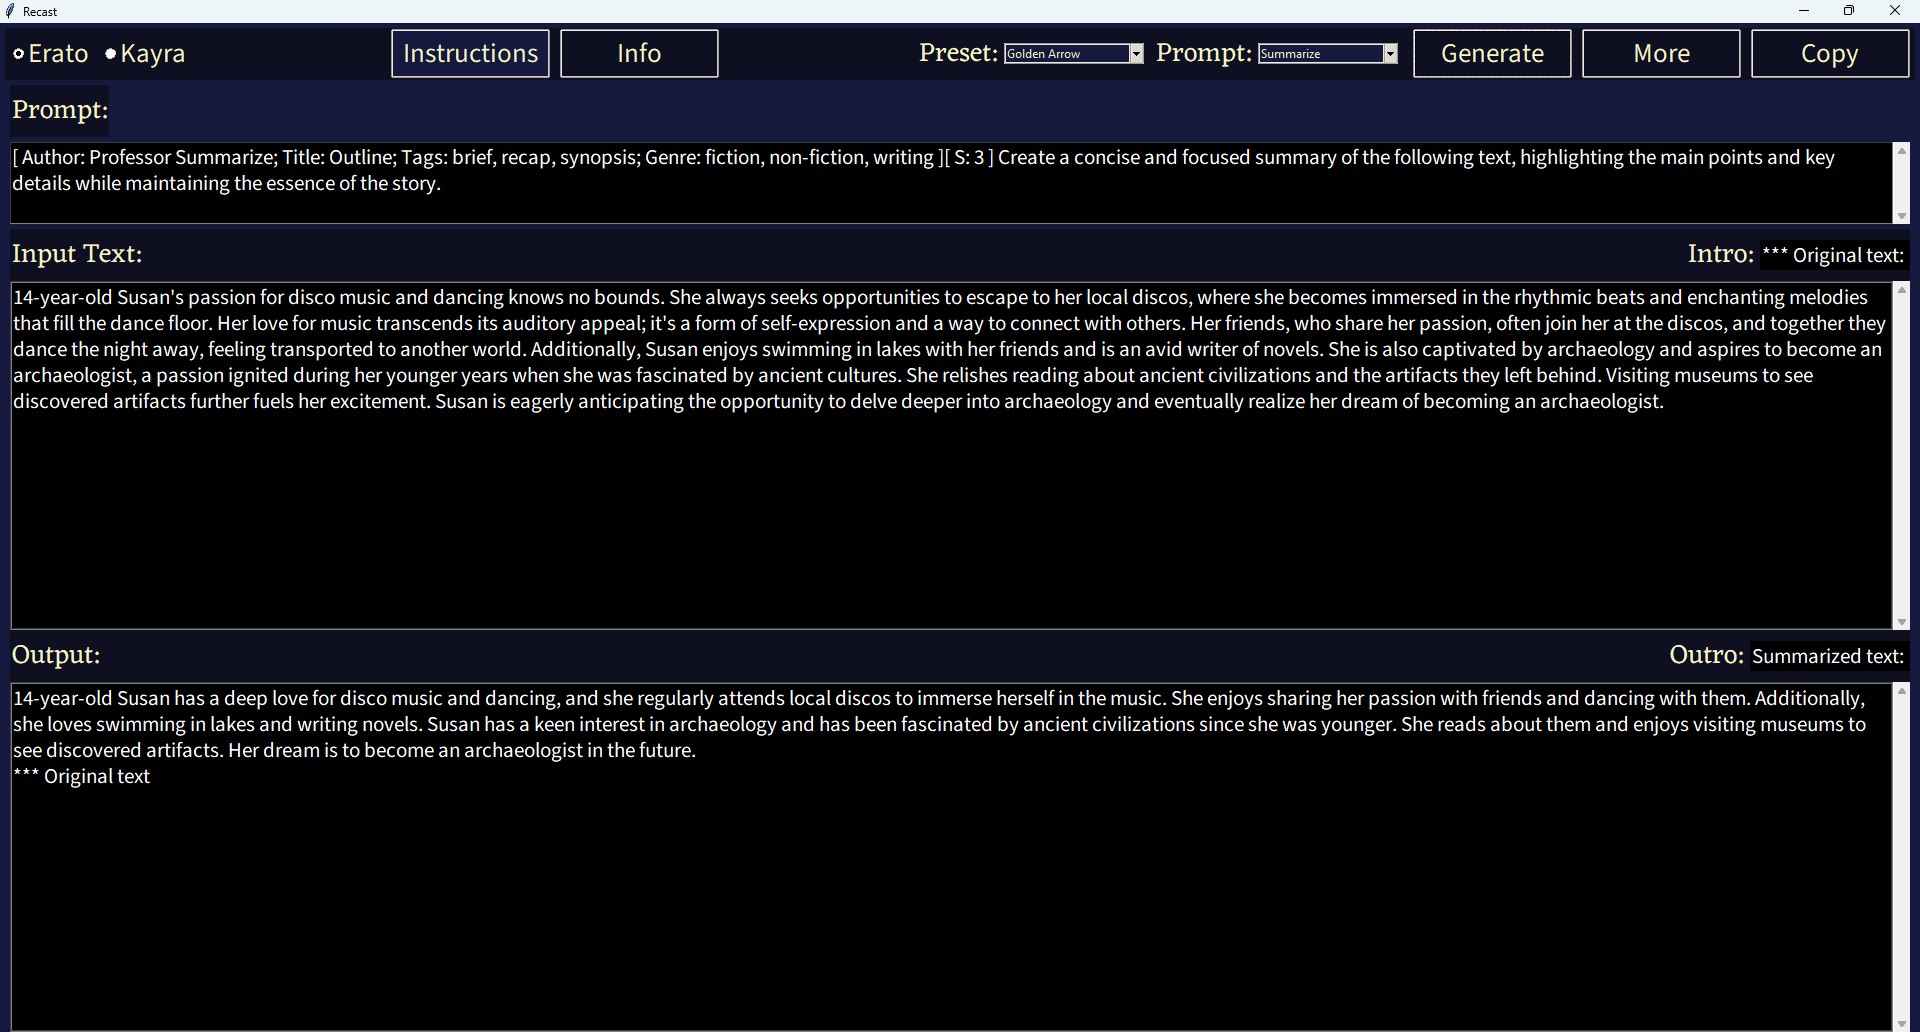 Recast
Erato Kayra Instructions Info Preset: Golden Arrow Prompt: Summarize Generate More Copy
Prompt:
[ Author: Professor Summarize; Title: Outline; Tags: brief, recap, synopsis; Genre: fiction, non-fiction, writing ][ S: 3 ] Create a concise and focused summary of the following text, highlighting the main points and key
details while maintaining the essence of the story.
Input Text: Intro: *** Original text:
14-year-old Susan's passion for disco music and dancing knows no bounds. She always seeks opportunities to escape to her local discos, where she becomes immersed in the rhythmic beats and enchanting melodies
that fill the dance floor. Her love for music transcends its auditory appeal; it's a form of self-expression and a way to connect with others. Her friends, who share her passion, often join her at the discos, and together they
dance the night away, feeling transported to another world. Additionally, Susan enjoys swimming in lakes with her friends and is an avid writer of novels. She is also captivated by archaeology and aspires to become an
archaeologist, a passion ignited during her younger years when she was fascinated by ancient cultures. She relishes reading about ancient civilizations and the artifacts they left behind. Visiting museums to see
discovered artifacts further fuels her excitement. Susan is eagerly anticipating the opportunity to delve deeper into archaeology and eventually realize her dream of becoming an archaeologist.
Output: Outro: Summarized text:
14-year-old Susan has a deep love for disco music and dancing, and she regularly attends local discos to immerse herself in the music. She enjoys sharing her passion with friends and dancing with them. Additionally,
she loves swimming in lakes and writing novels. Susan has a keen interest in archaeology and has been fascinated by ancient civilizations since she was younger. She reads about them and enjoys visiting museums to
see discovered artifacts. Her dream is to become an archaeologist in the future.
*** Original text